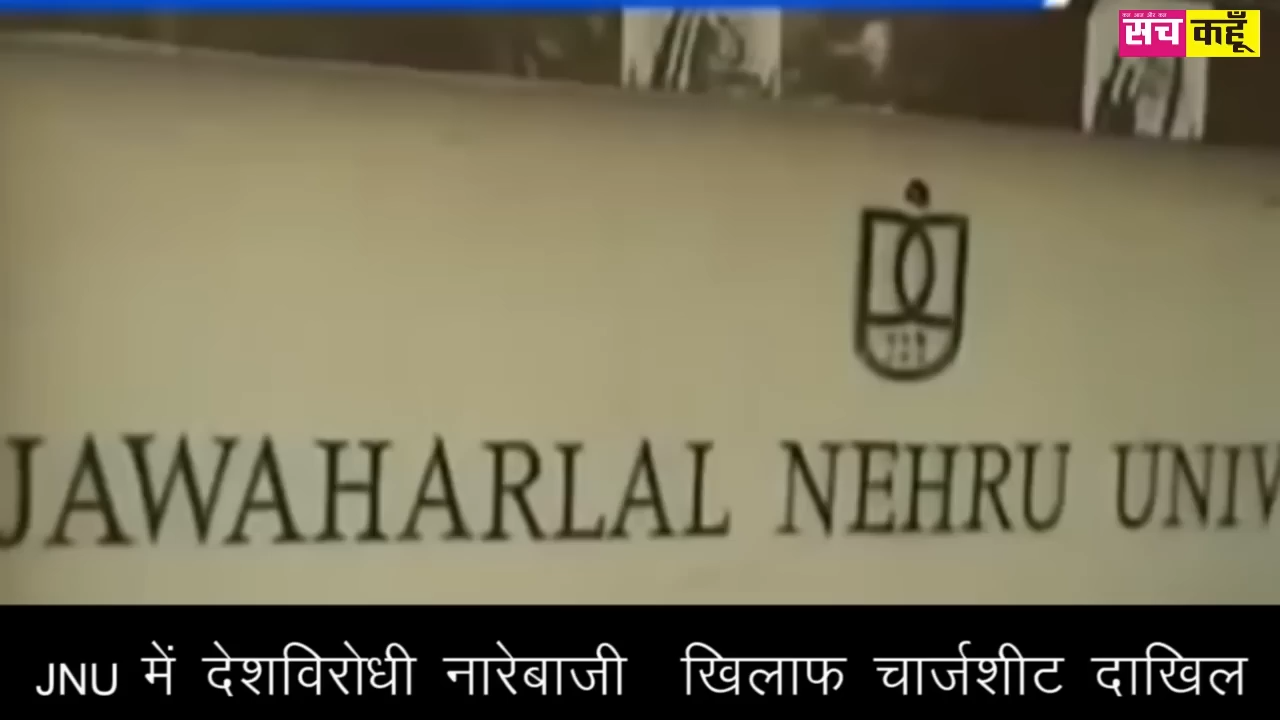 सच कहूँ
JAWAHARLAL NEHRU UNIV
JNU में देशविरोधी नारेबाजी खिलाफ चार्जशीट दाखिल